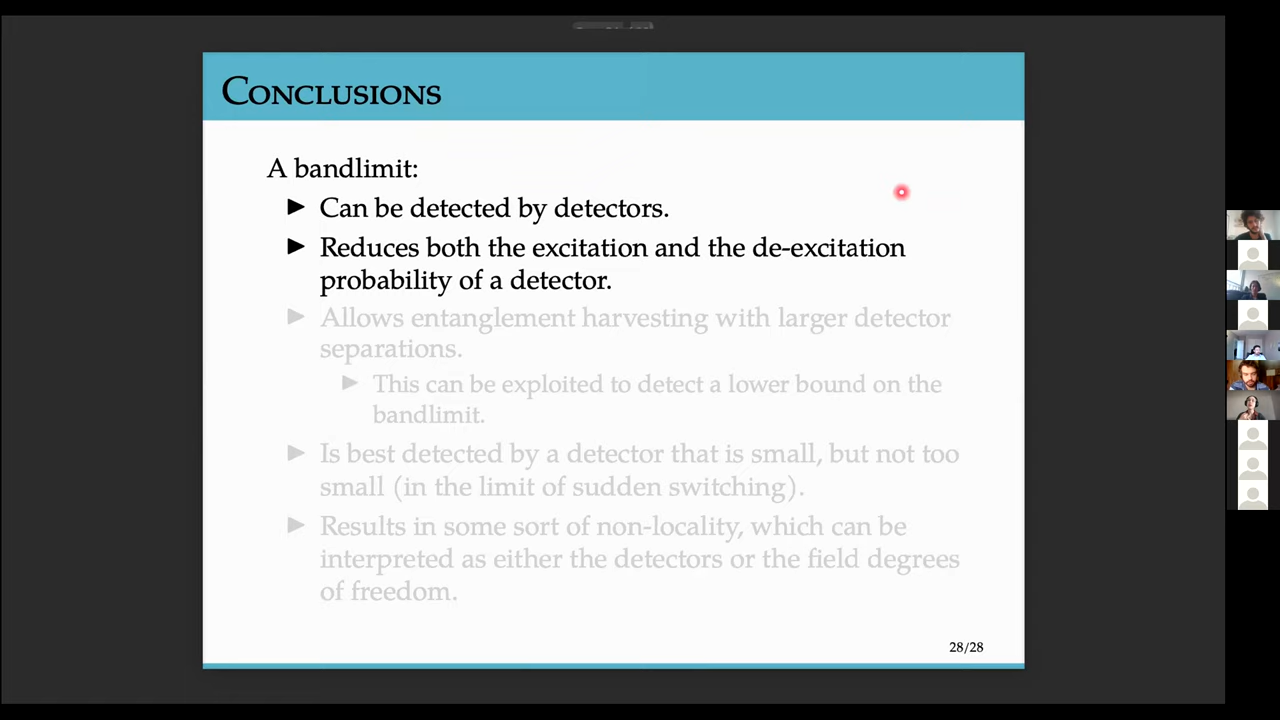 CONCLUSIONS
A bandlimit:
▶ Can be detected by detectors.
▶ Reduces both the excitation and the de-excitation
probability of a detector.
▶ Allows entanglement harvesting with larger detector
separations.
▶ This can be exploited to detect a lower bound on the
bandlimit.
▶ Is best detected by a detector that is small, but not too
small (in the limit of sudden switching).
▶ Results in some sort of non-locality, which can be
interpreted as either the detectors or the field degrees
of freedom.
28/28